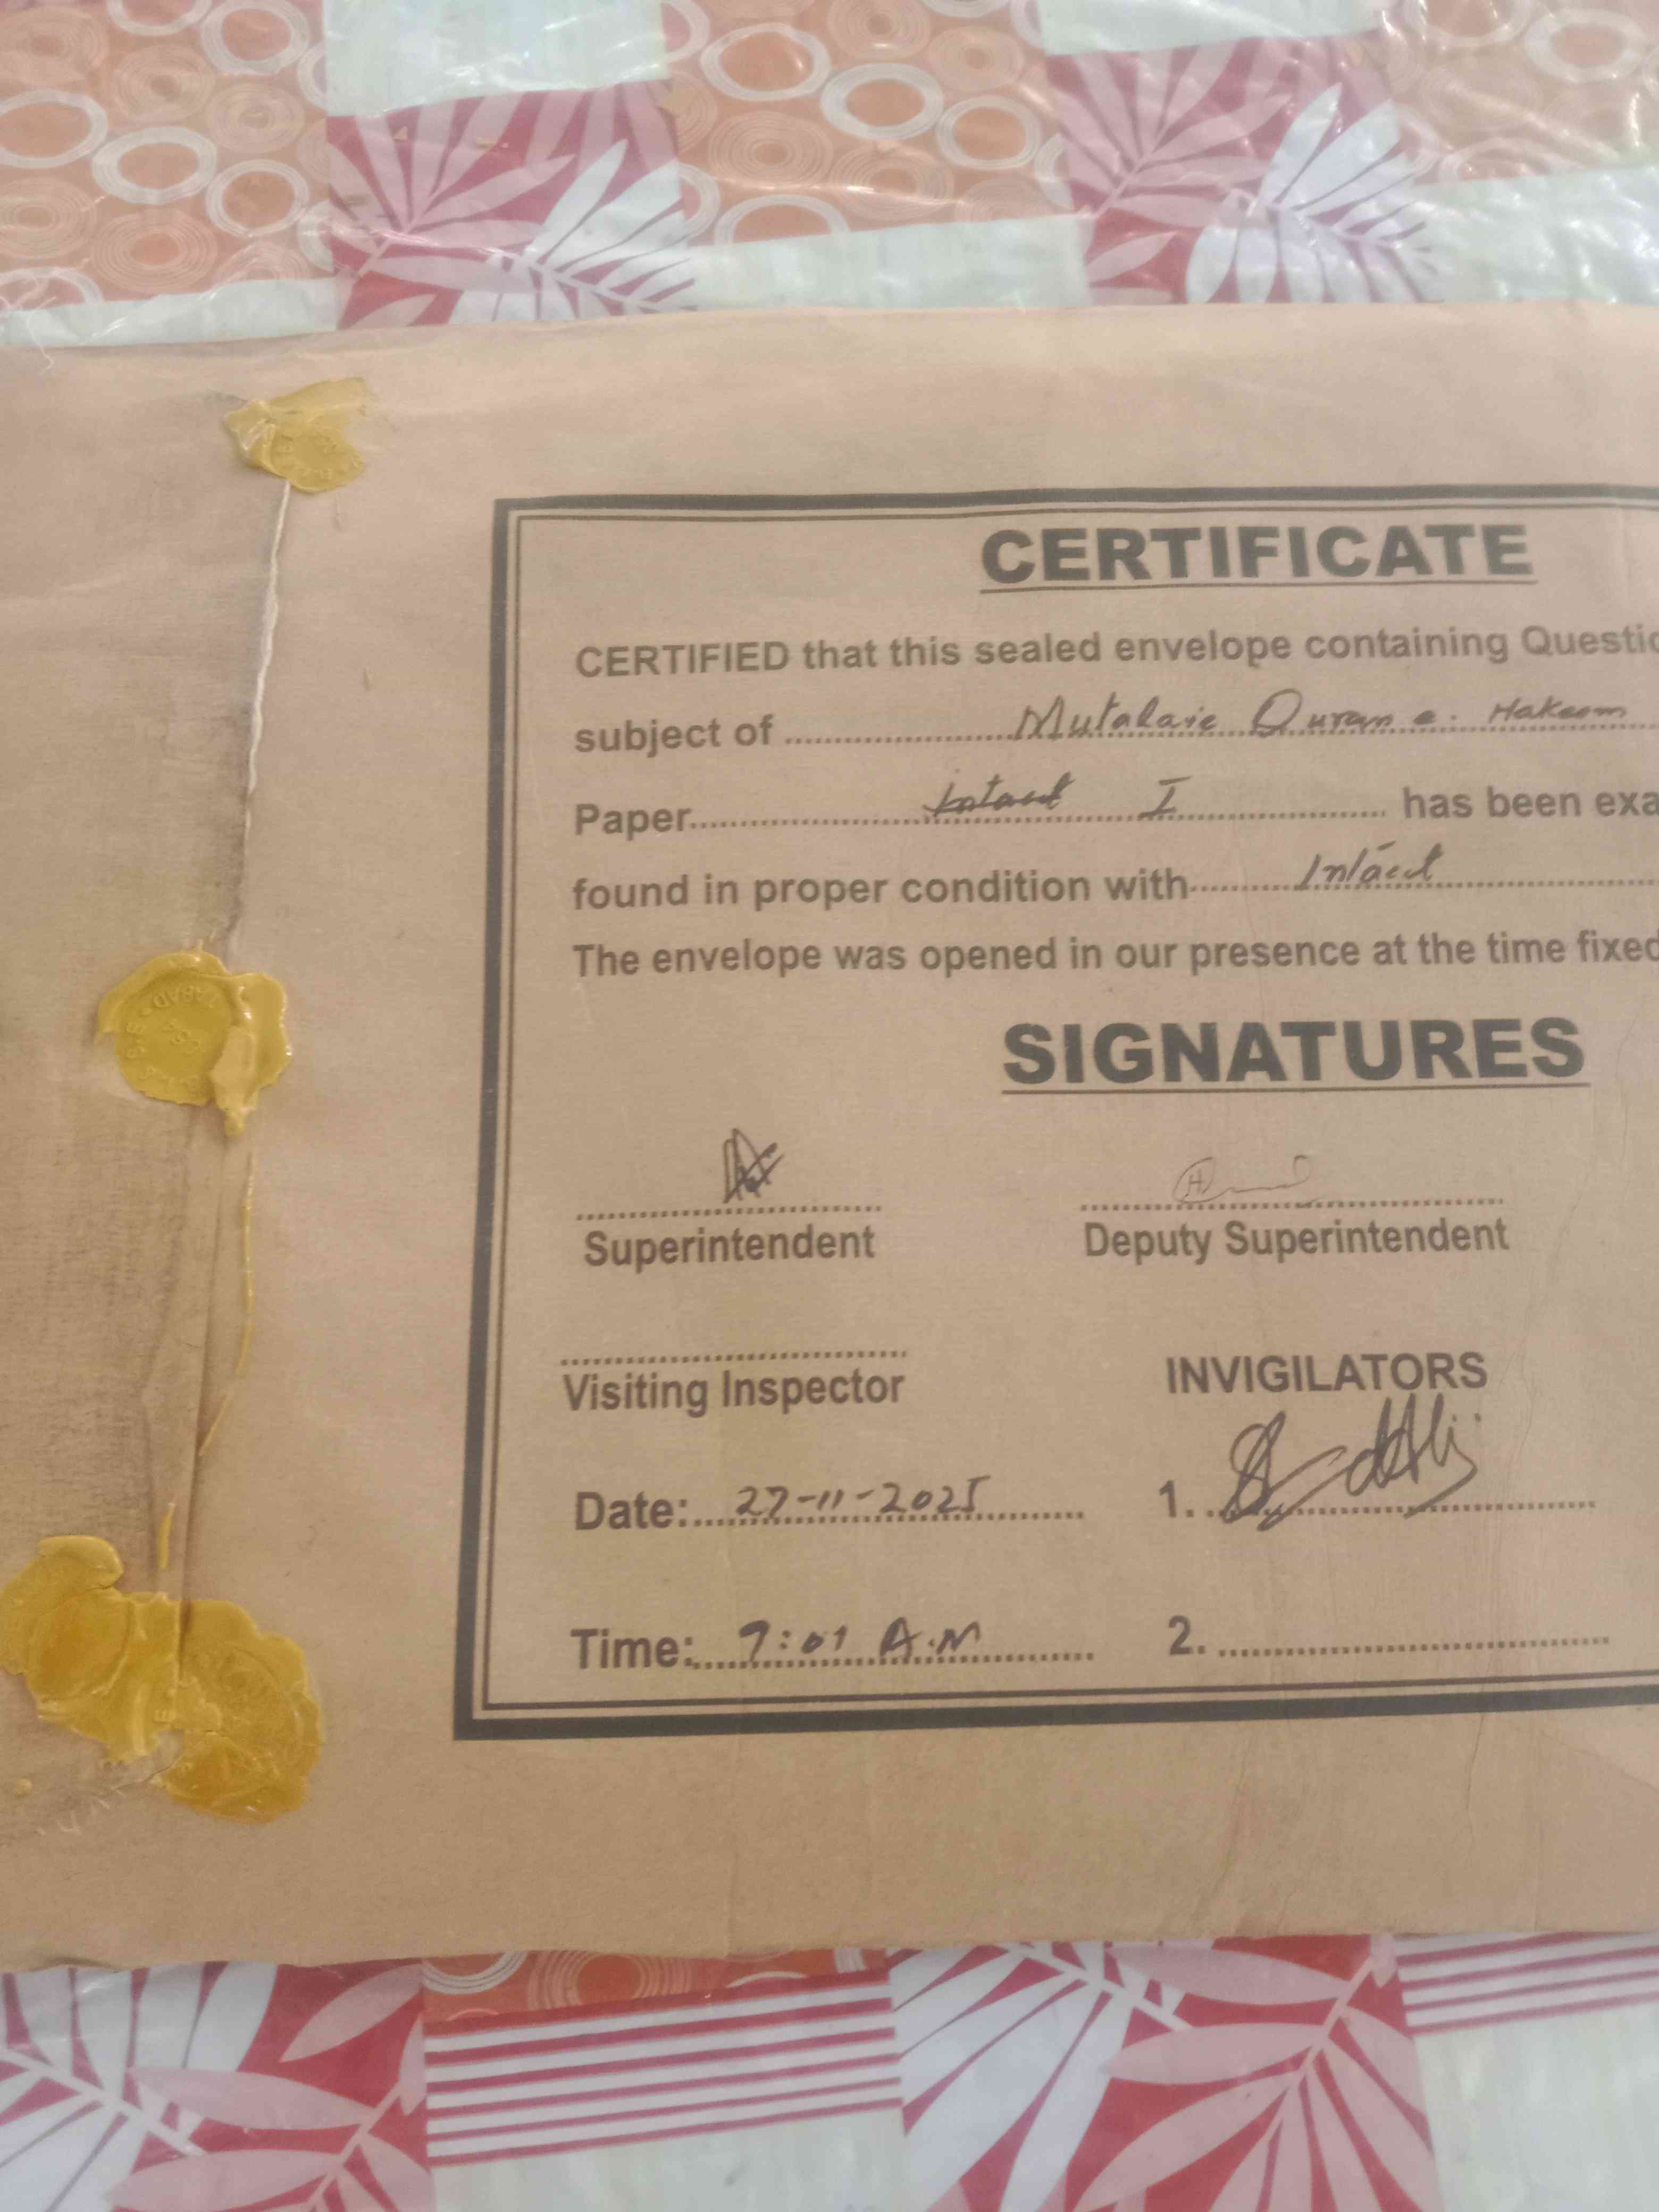 CERTIFICATE
CERTIFIED that this sealed envelope containing Questio
subject of Mutalaie Quran e. Hakeem
Paper Intact I has been exa
found in proper condition with Intact
The envelope was opened in our presence at the time fixed
SIGNATURES
Superintendent Deputy Superintendent
Visiting Inspector INVIGILATORS
Date: 27-11-2025 1.
Time: 9:01 A.M 2.